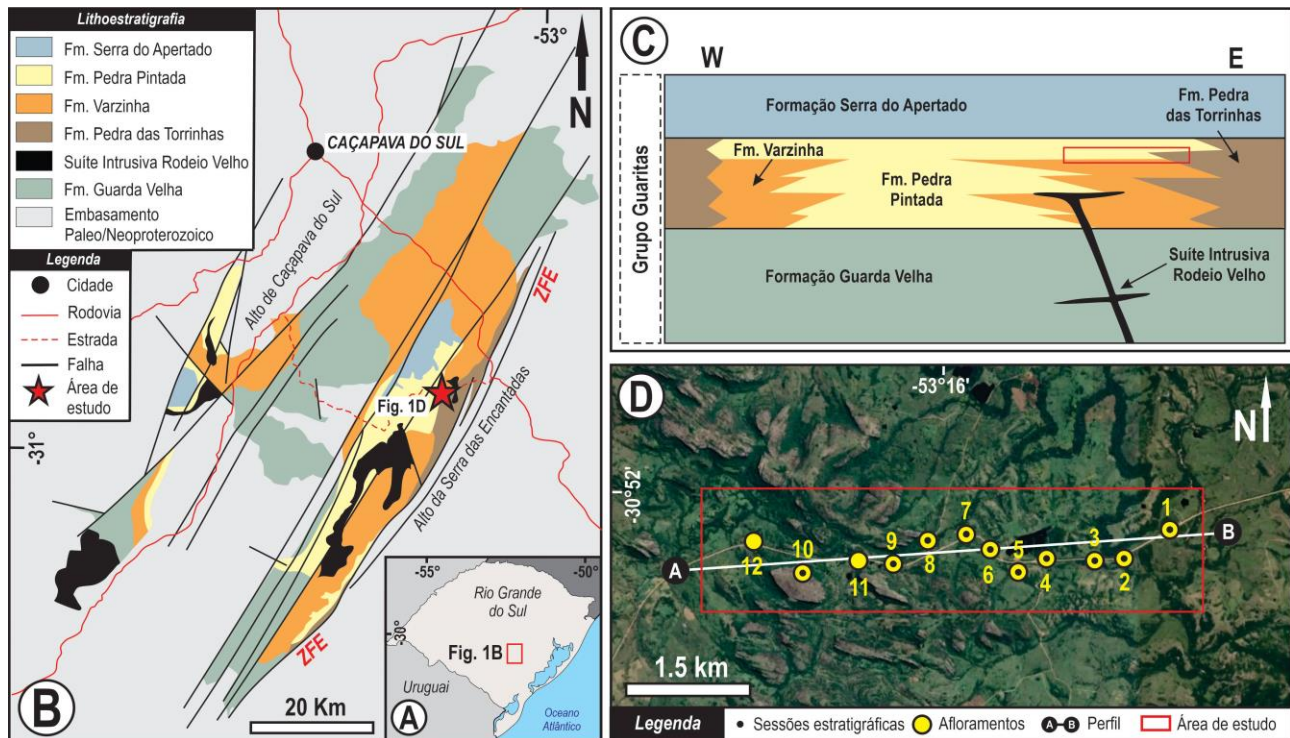 Lithoestratigrafia
Fm. Serra do Apertado
Fm. Pedra Pintada
Fm. Varzinha
Fm. Pedra das Torrinhas
Suíte Intrusiva Rodeio Velho
Fm. Guarda Velha
Embasamento
Paleo/Neoproterozoico
Legenda
Cidade
Rodovia
Estrada
Falha
Área de
estudo
-53°
N
CAÇAPAVA DO SUL
Alto de Caçapava do Sul
ZFE
Fig. 1D
Alto da Serra das Encantadas
-31°
ZFE
20 Km
B
-55°
-50°
Rio Grande
do Sul
-30°
Fig. 1B
Uruguai
Oceano
Atlântico
A
C
W
E
Grupo Guaritas
Formação Serra do Apertado
Fm. Pedra
das Torrinhas
Fm. Varzinha
Fm. Pedra
Pintada
Suíte Intrusiva
Rodeio Velho
Formação Guarda Velha
D
-53°16'
N
-30°52'
1
7
9
5
3
10
12
11
8
6
4
2
A
B
1.5 km
Legenda
Sessões estratigráficas
Afloramentos
A B Perfil
Área de estudo